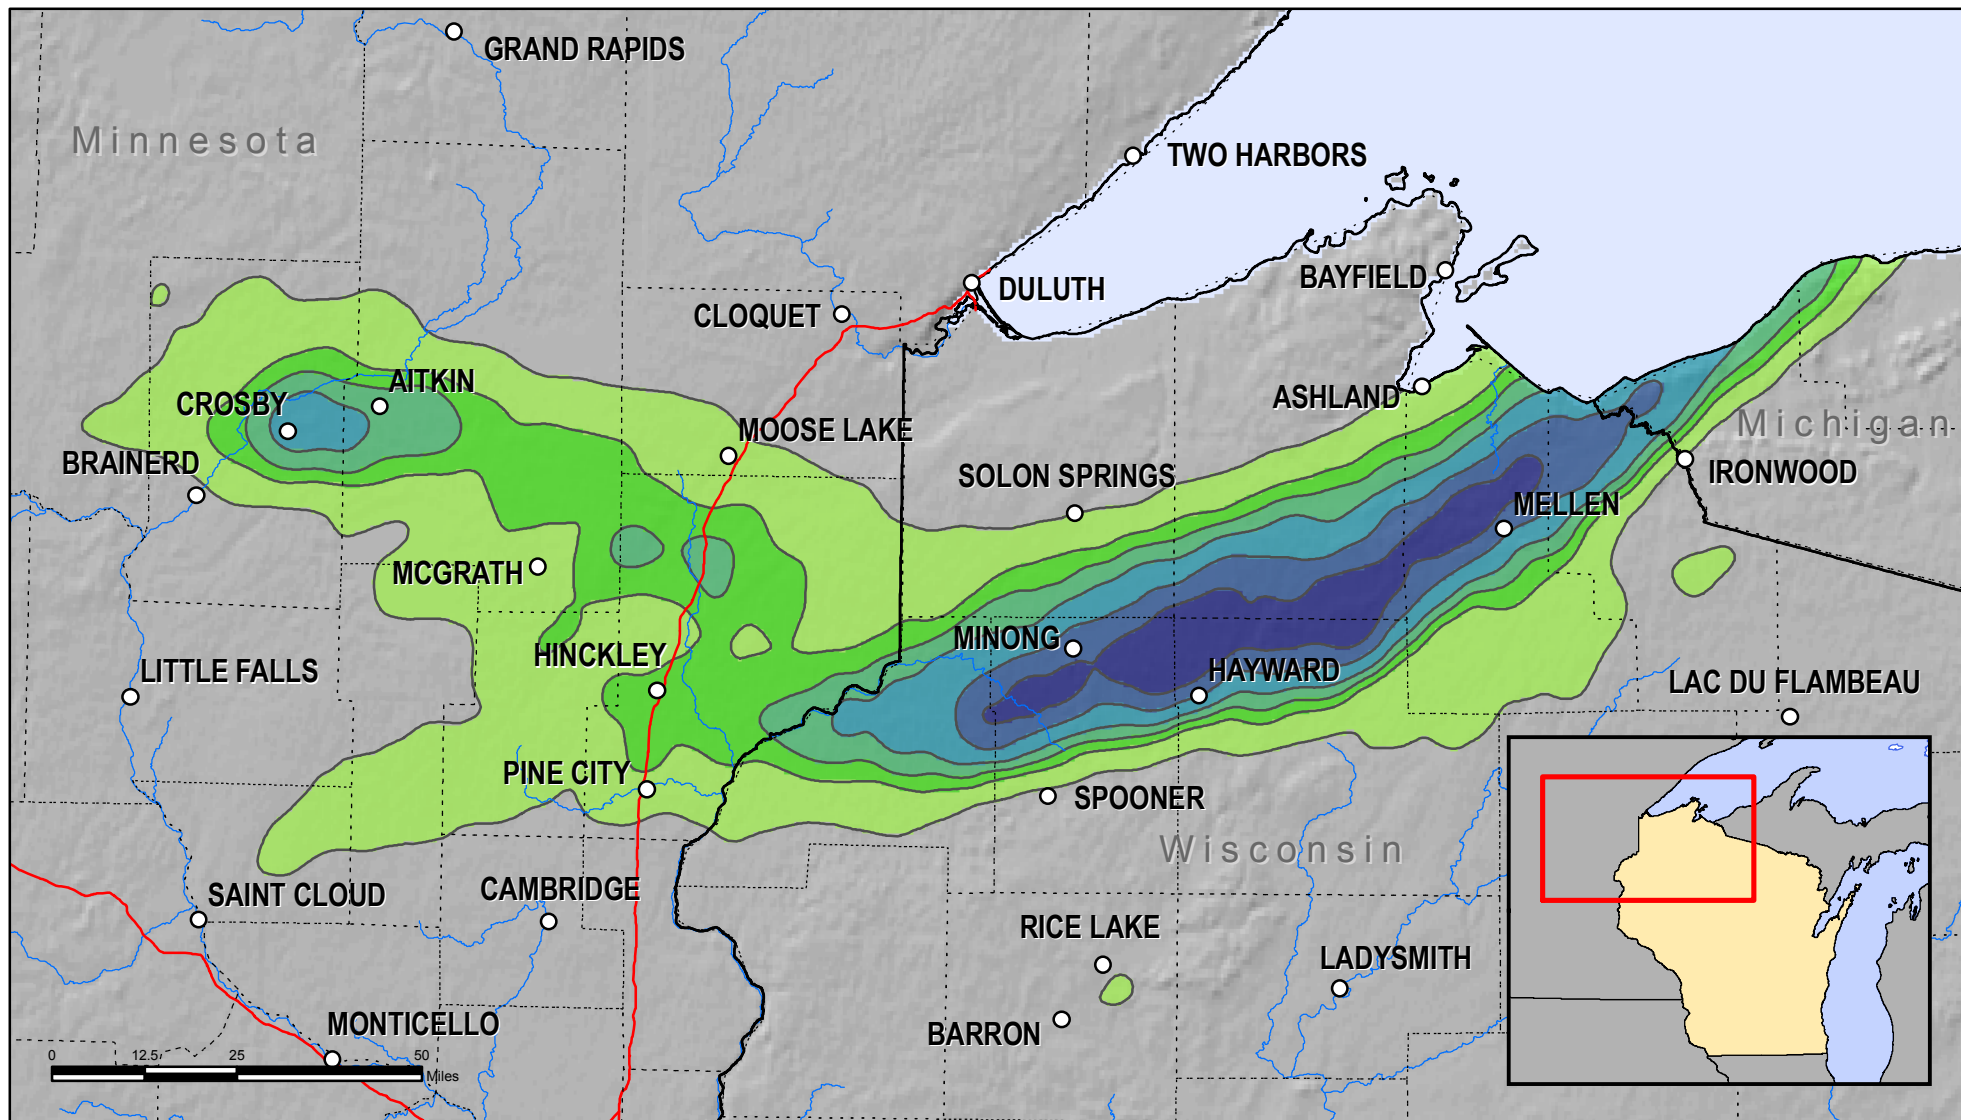 GRAND RAPIDS
Minnesota
TWO HARBORS
BAYFIELD
DULUTH
CLOQUET
AITKIN
CROSBY
ASHLAND
Michigan
MOOSE LAKE
BRAINERD
SOLON SPRINGS
IRONWOOD
MELLEN
MCGRATH
MINONG
HINCKLEY
LITTLE FALLS
HAYWARD
LAC DU FLAMBEAU
PINE CITY
SPOONER
Wisconsin
SAINT CLOUD
CAMBRIDGE
RICE LAKE
LADYSMITH
MONTICELLO
BARRON
0 12.5 25 50
Miles